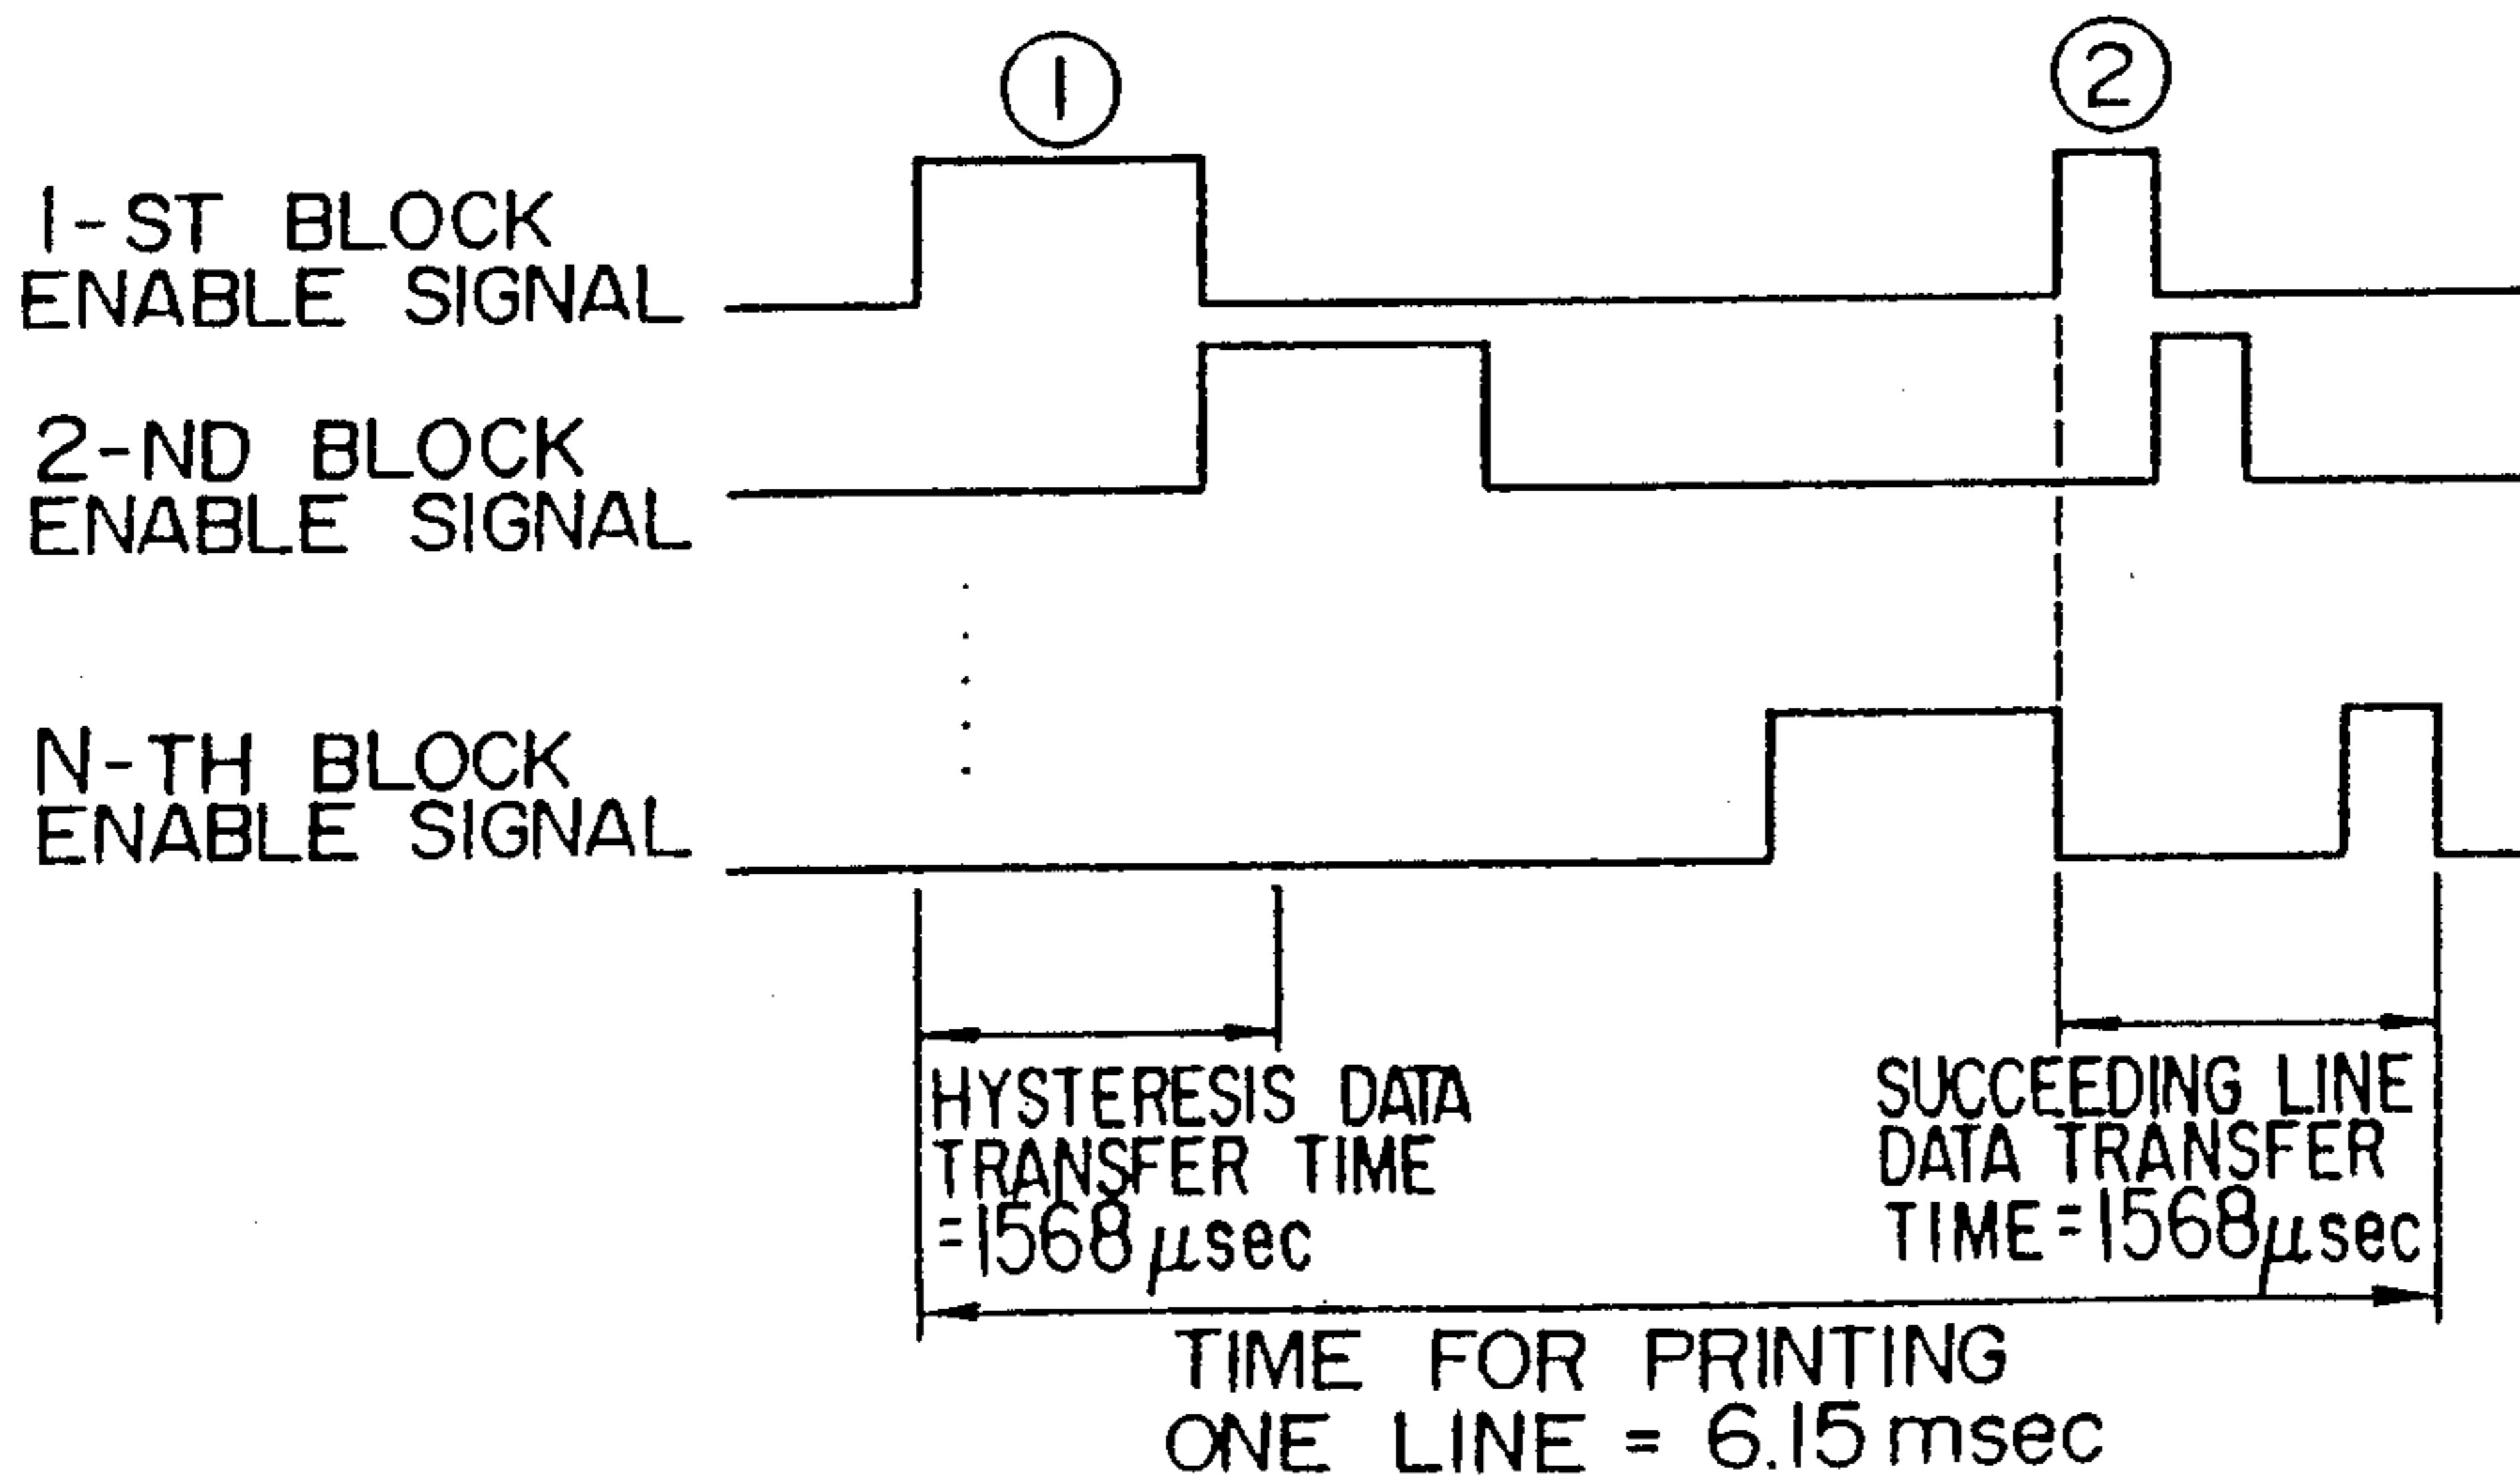 ①
②
1-ST BLOCK
ENABLE SIGNAL
2-ND BLOCK
ENABLE SIGNAL
N-TH BLOCK
ENABLE SIGNAL
HYSTERESIS DATA
TRANSFER TIME
=1568μsec
SUCCEEDING LINE
DATA TRANSFER
TIME=1568μsec
TIME FOR PRINTING
ONE LINE = 6.15 msec